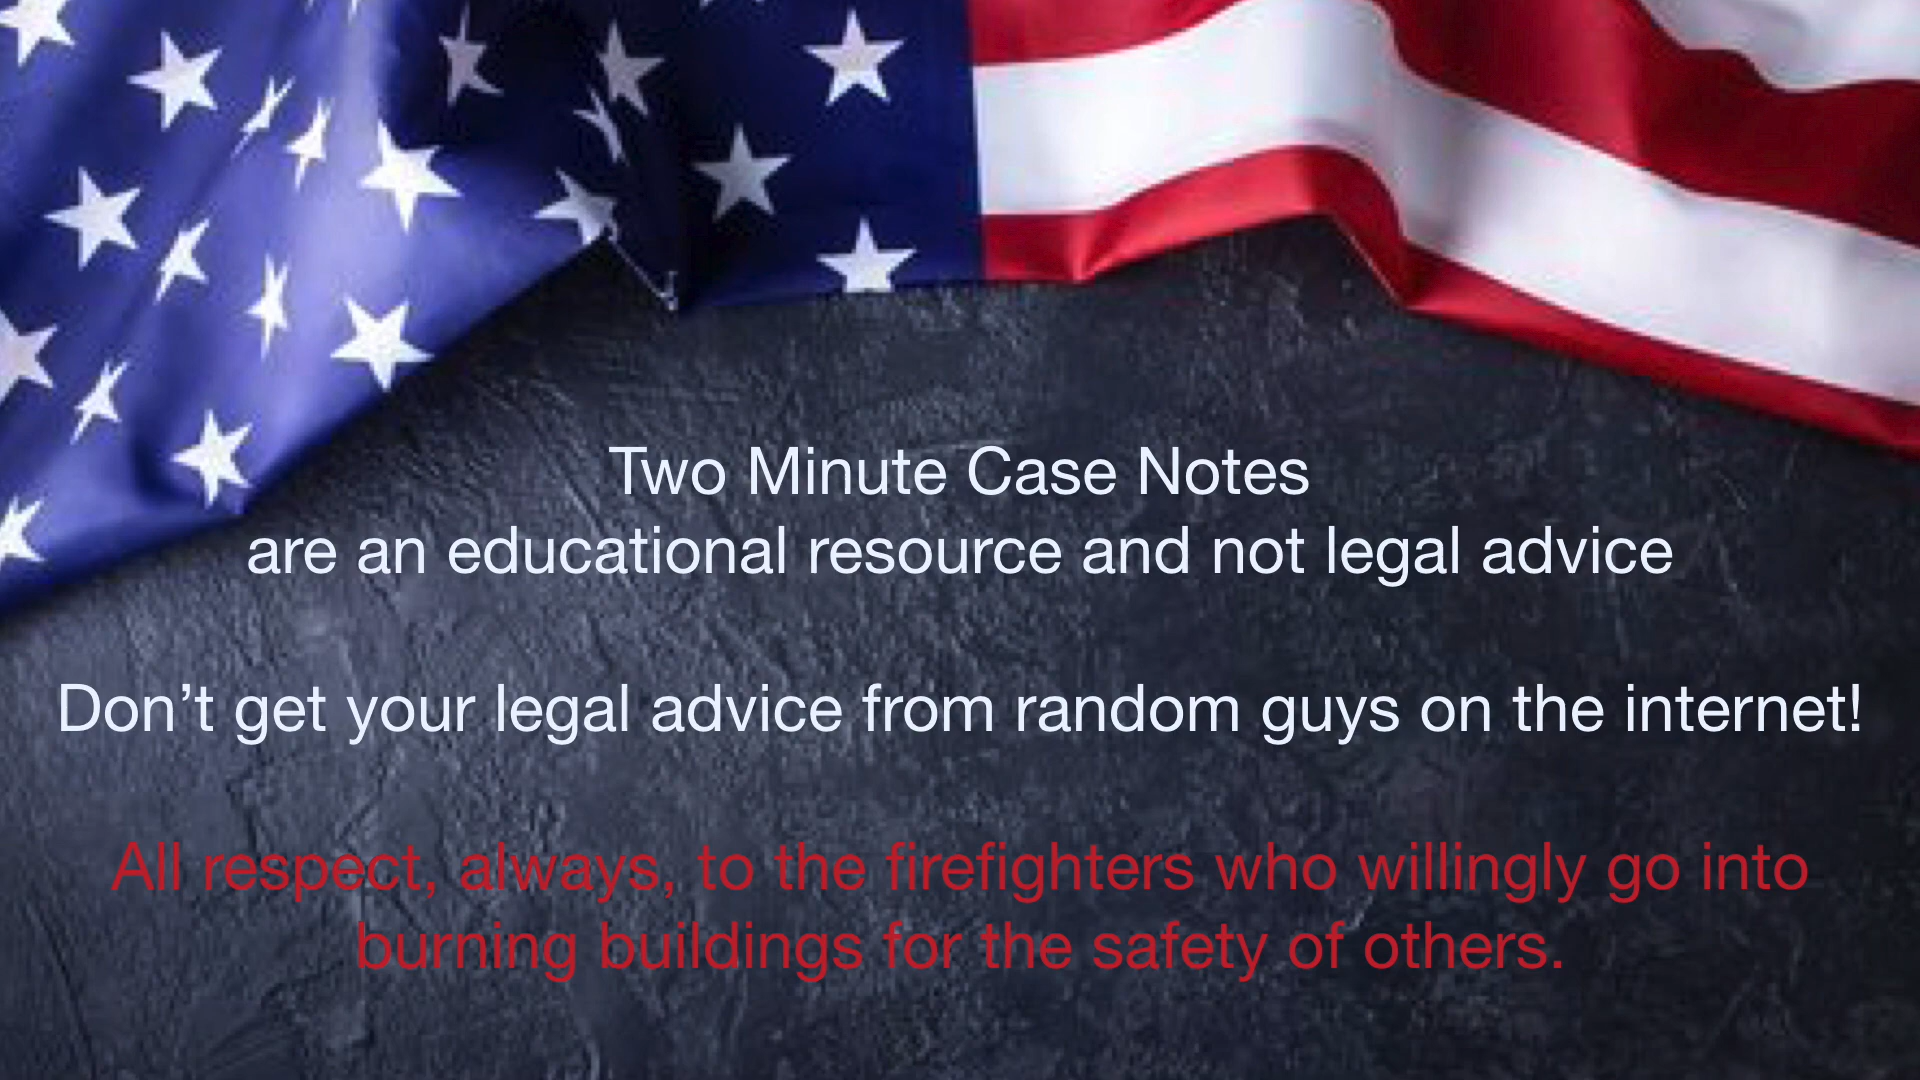 Two Minute Case Notes
are an educational resource and not legal advice
Don’t get your legal advice from random guys on the internet!
All respect, always, to the firefighters who willingly go into
burning buildings for the safety of others.